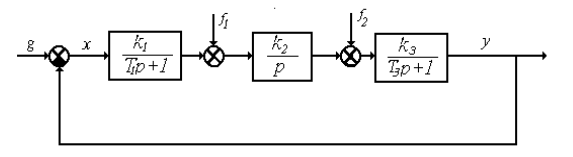 f₁ f₂
g x k₁ k₂ k₃ y
T₁p+1 p T₃p+1